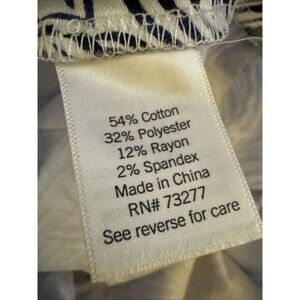 54% Cotton
32% Polyester
12% Rayon
2% Spandex
Made in China
RN# 73277
See reverse for care